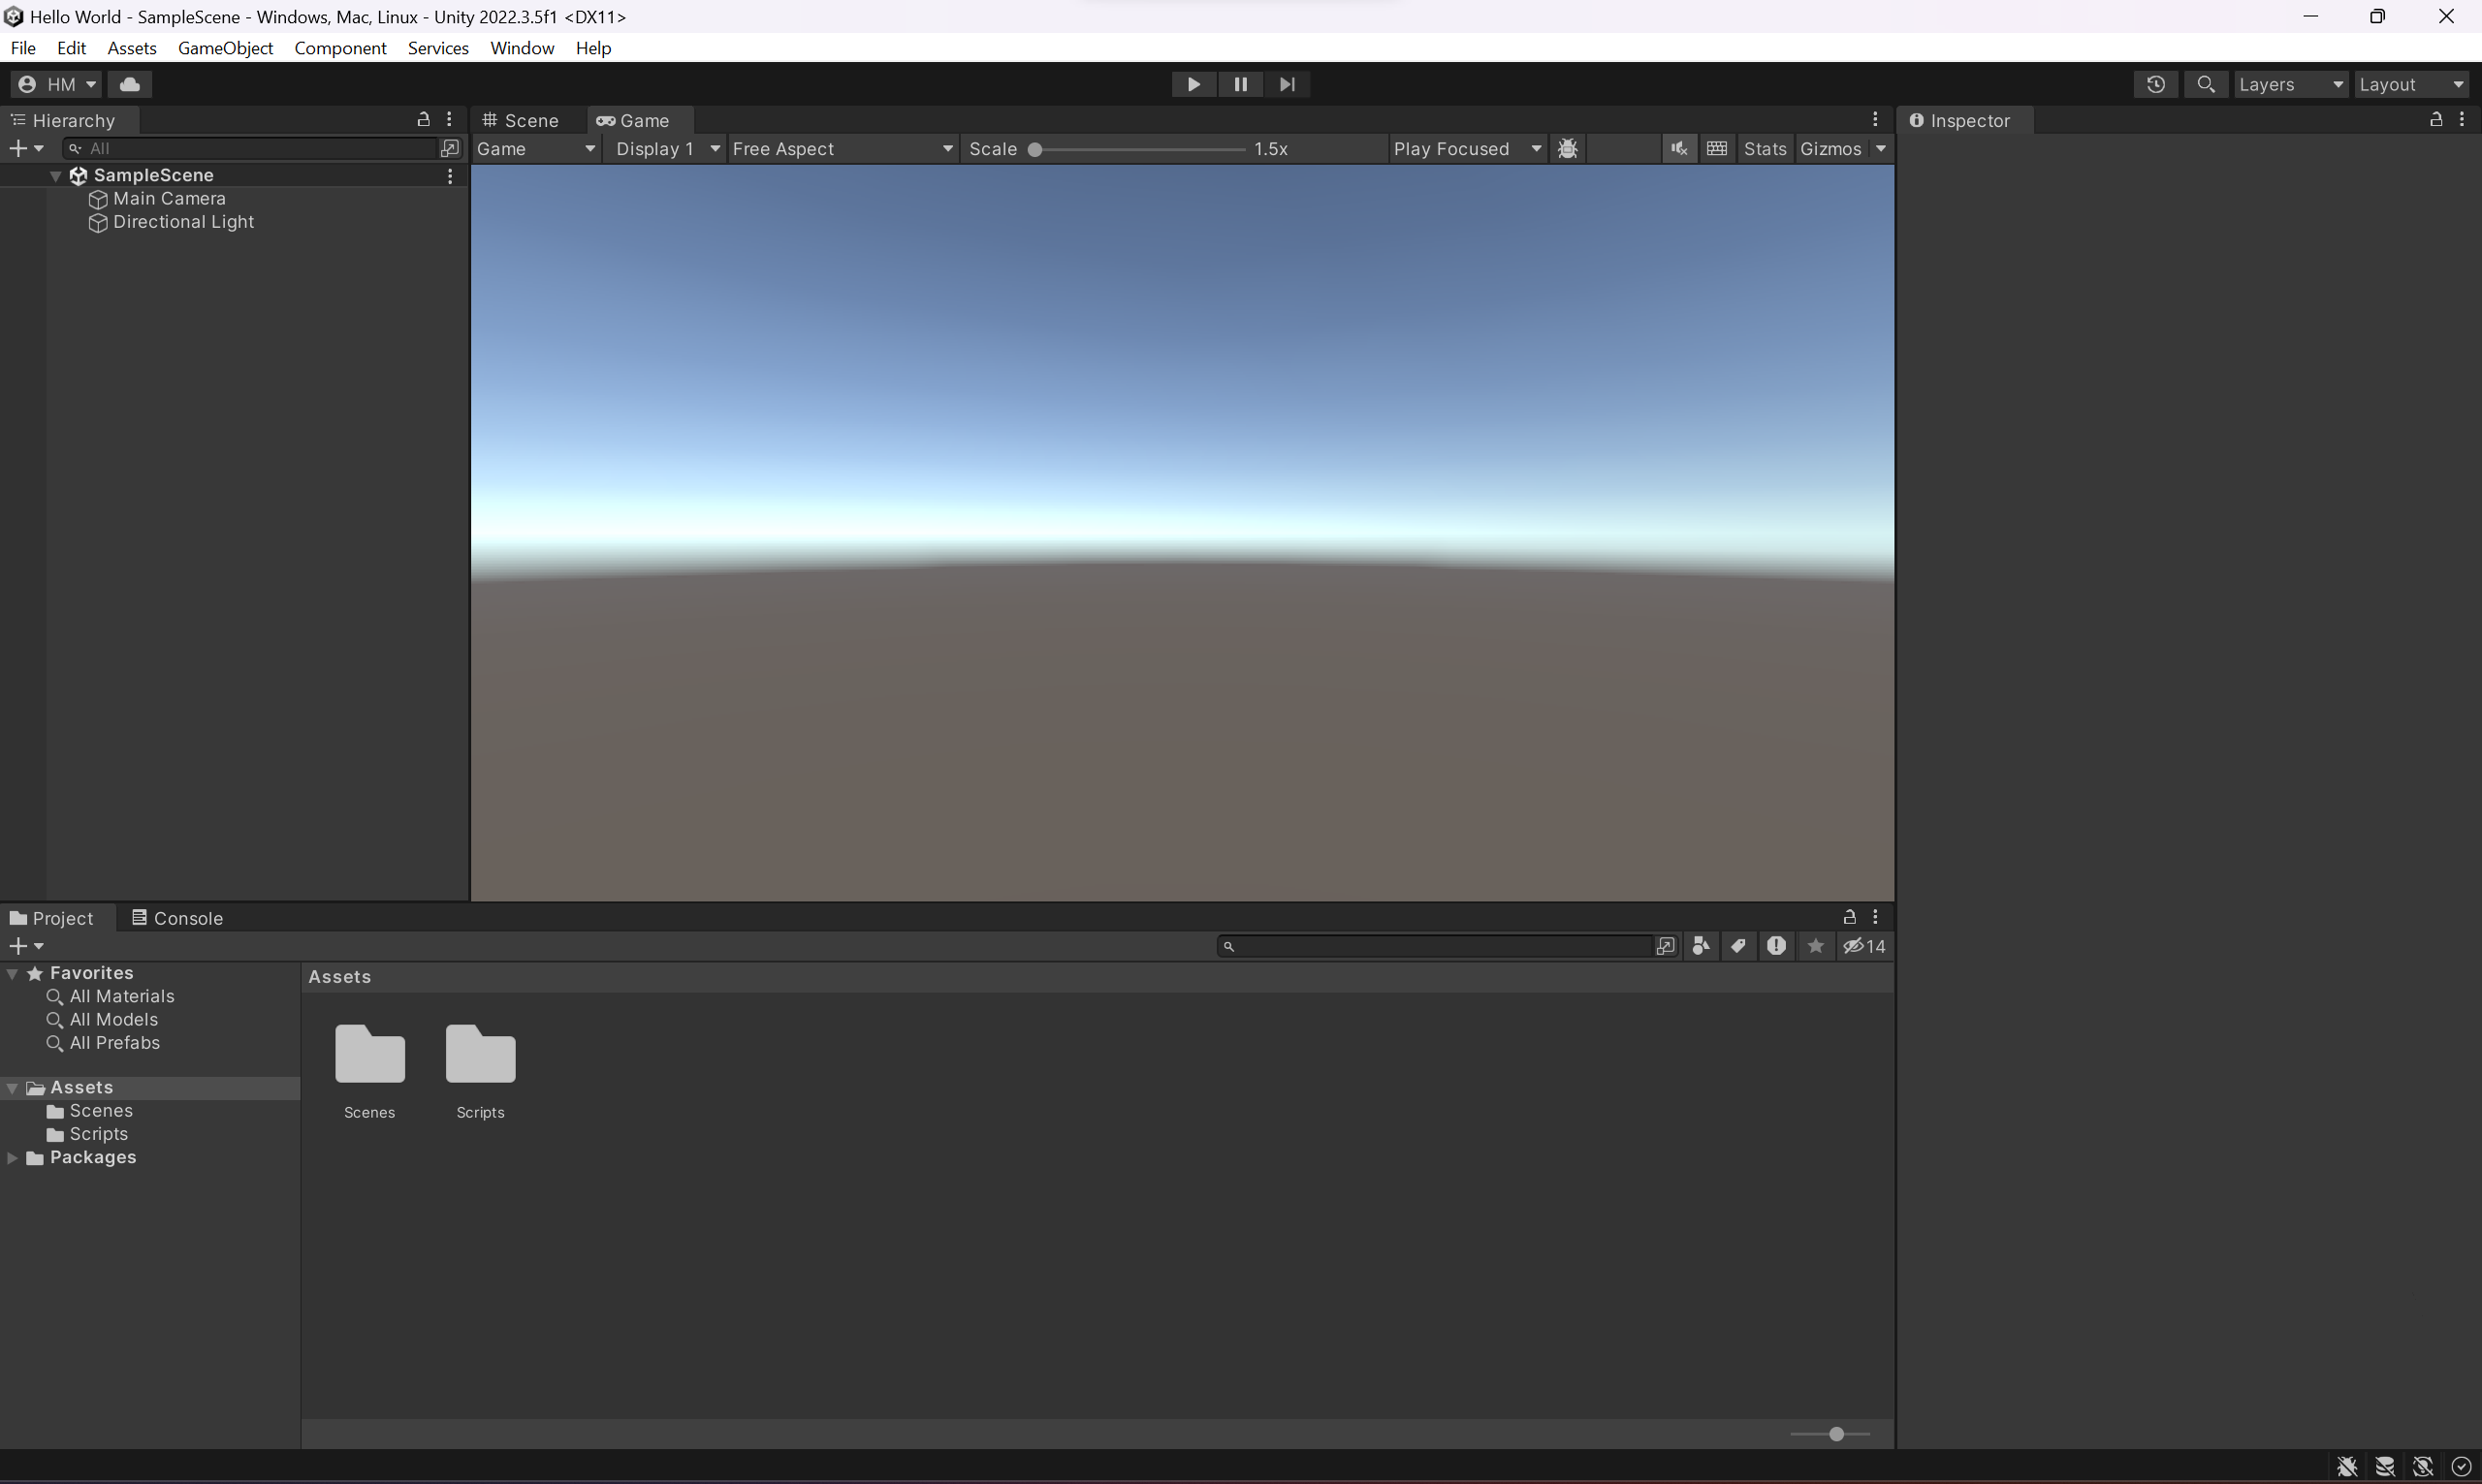 Hello World - SampleScene - Windows, Mac, Linux - Unity 2022.3.5f1 <DX11>
File Edit Assets GameObject Component Services Window Help
HM Layers Layout
Hierarchy Scene Game Inspector
All Game Display 1 Free Aspect Scale 1.5x Play Focused Stats Gizmos
SampleScene
Main Camera
Directional Light
Project Console
14
Favorites
All Materials
All Models
All Prefabs
Assets
Scenes
Scripts
Packages
Assets
Scenes Scripts